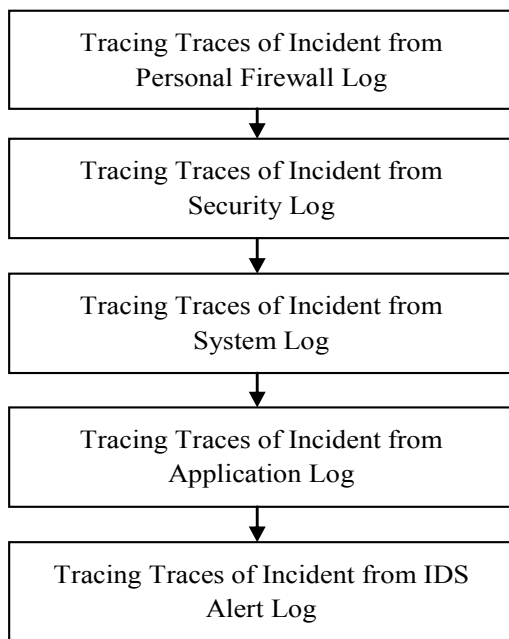 Tracing Traces of Incident from
Personal Firewall Log
Tracing Traces of Incident from
Security Log
Tracing Traces of Incident from
System Log
Tracing Traces of Incident from
Application Log
Tracing Traces of Incident from IDS
Alert Log